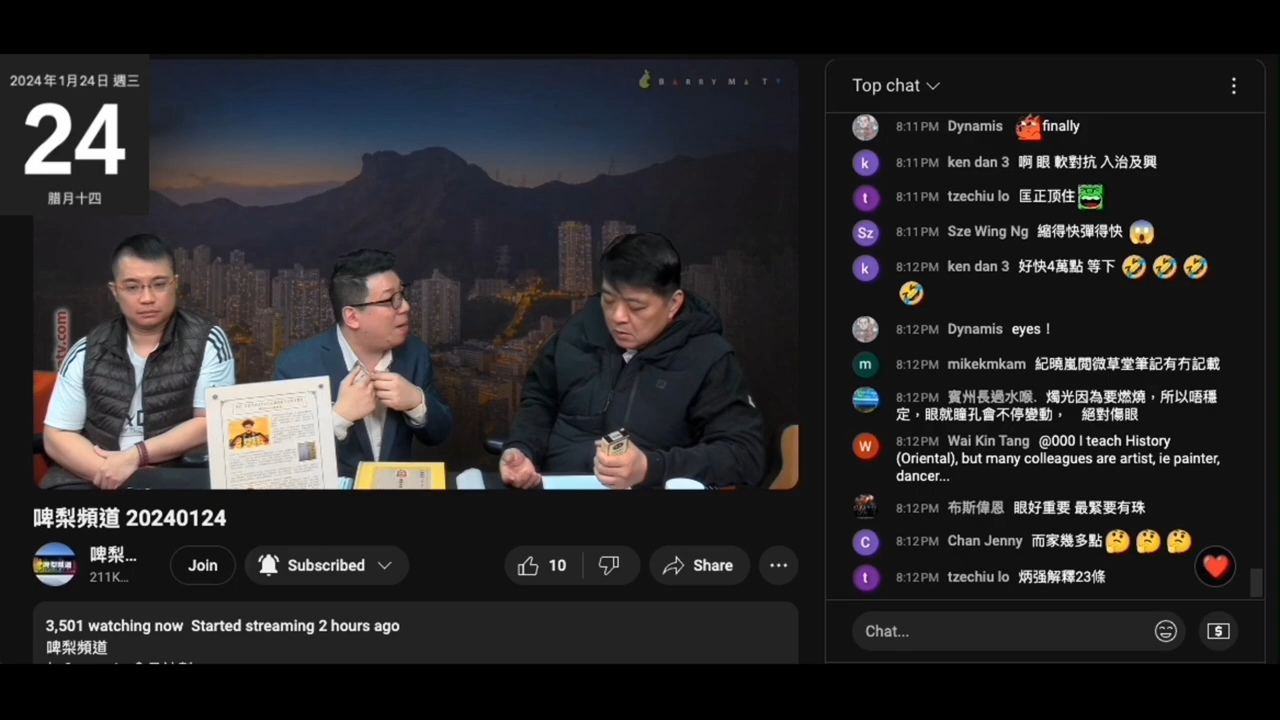 2024年1月24日 週三
24
臘月十四
BARRY MA TV
tv.com
啤梨頻道 20240124
啤梨...
211K...
Join
Subscribed
10
Share
3,501 watching now Started streaming 2 hours ago
啤梨頻道
Top chat
8:11 PM Dynamis finally
k 8:11 PM ken dan 3 啊 眼 軟對抗 入治及興
t 8:11 PM tzechiu lo 匡正顶住
Sz 8:11 PM Sze Wing Ng 縮得快彈得快 😱
k 8:12 PM ken dan 3 好快4萬點 等下 🤣 🤣 🤣
🤣
8:12 PM Dynamis eyes！
m 8:12 PM mikekmkam 紀曉嵐閲微草堂筆記有冇記載
8:12 PM 賓州長過水喉. 燭光因為要燃燒，所以唔穩
定，眼就瞳孔會不停變動， 絕對傷眼
W 8:12 PM Wai Kin Tang @000 I teach History
(Oriental), but many colleagues are artist, ie painter,
dancer...
8:12 PM 布斯偉恩 眼好重要 最緊要有珠
C 8:12 PM Chan Jenny 而家幾多點 🤔 🤔 🤔
t 8:12 PM tzechiu lo 炳强解釋23條
Chat...
$